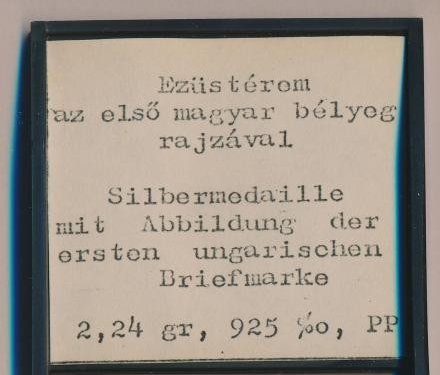 Ezüstérem
az első magyar bélyeg
rajzával
Silbermedaille
mit Abbildung der
ersten ungarischen
Briefmarke
2,24 gr, 925 ‰, PP